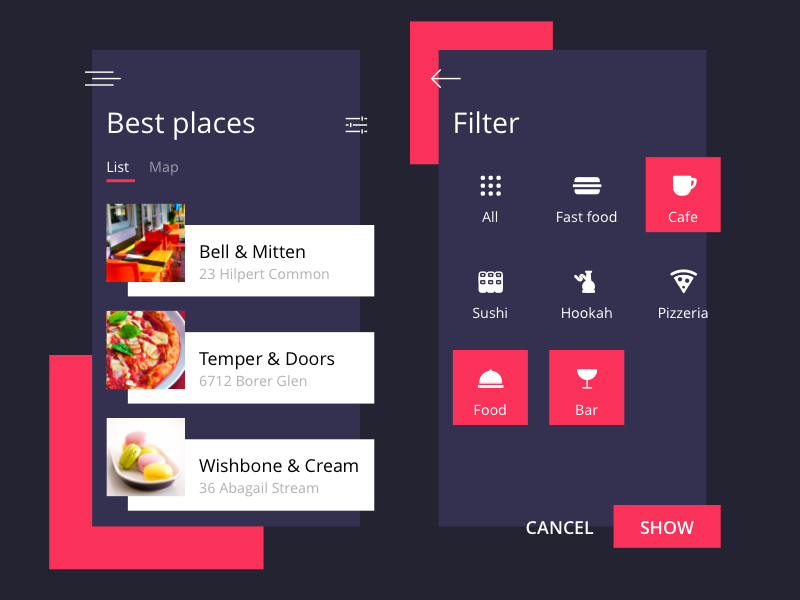 Best places
List Map
Bell & Mitten
23 Hilpert Common
Temper & Doors
6712 Borer Glen
Wishbone & Cream
36 Abagail Stream
Filter
All Fast food Cafe
Sushi Hookah Pizzeria
Food Bar
CANCEL SHOW